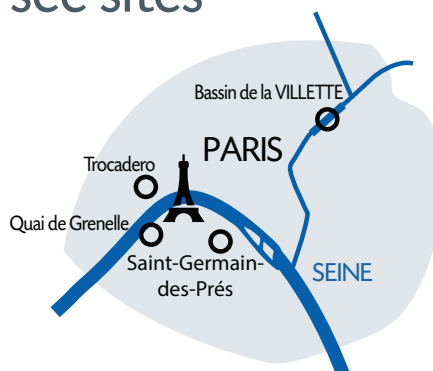 see sites
Bassin de la VILLETTE
PARIS
Trocadero
Quai de Grenelle
Saint-Germain-
des-Prés
SEINE